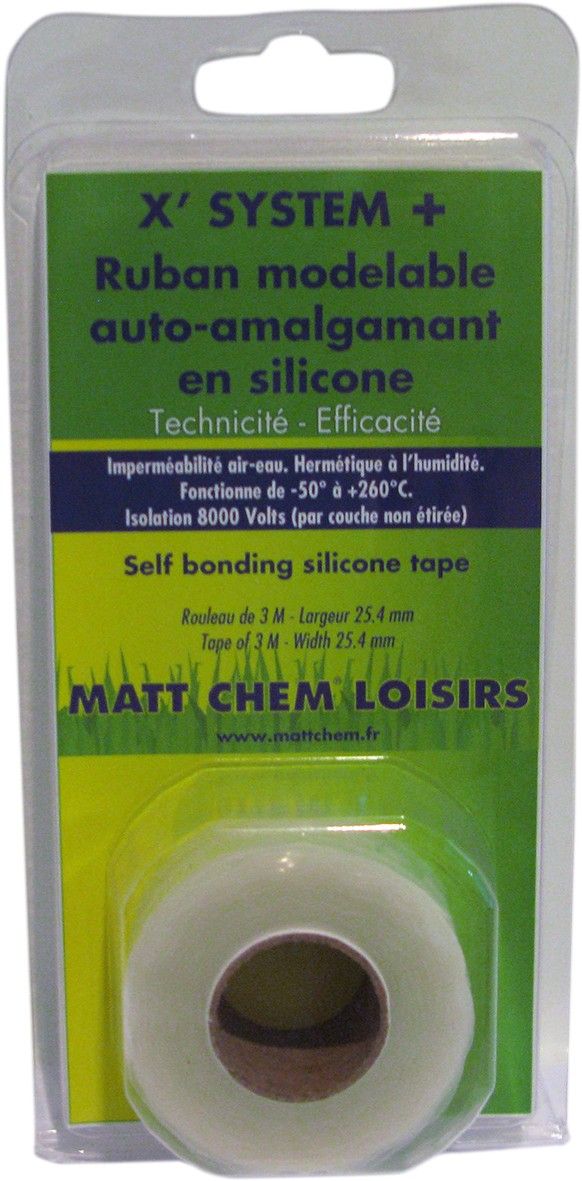 X' SYSTEM +
Ruban modelable
auto-amalgamant
en silicone
Technicité - Efficacité
Imperméabilité air-eau. Hermétique à l'humidité.
Fonctionne de -50° à +260°C.
Isolation 8000 Volts (par couche non étirée)
Self bonding silicone tape
Rouleau de 3 M - Largeur 25.4 mm
Tape of 3 M - Width 25.4 mm
MATT CHEM® LOISIRS
www.mattchem.fr